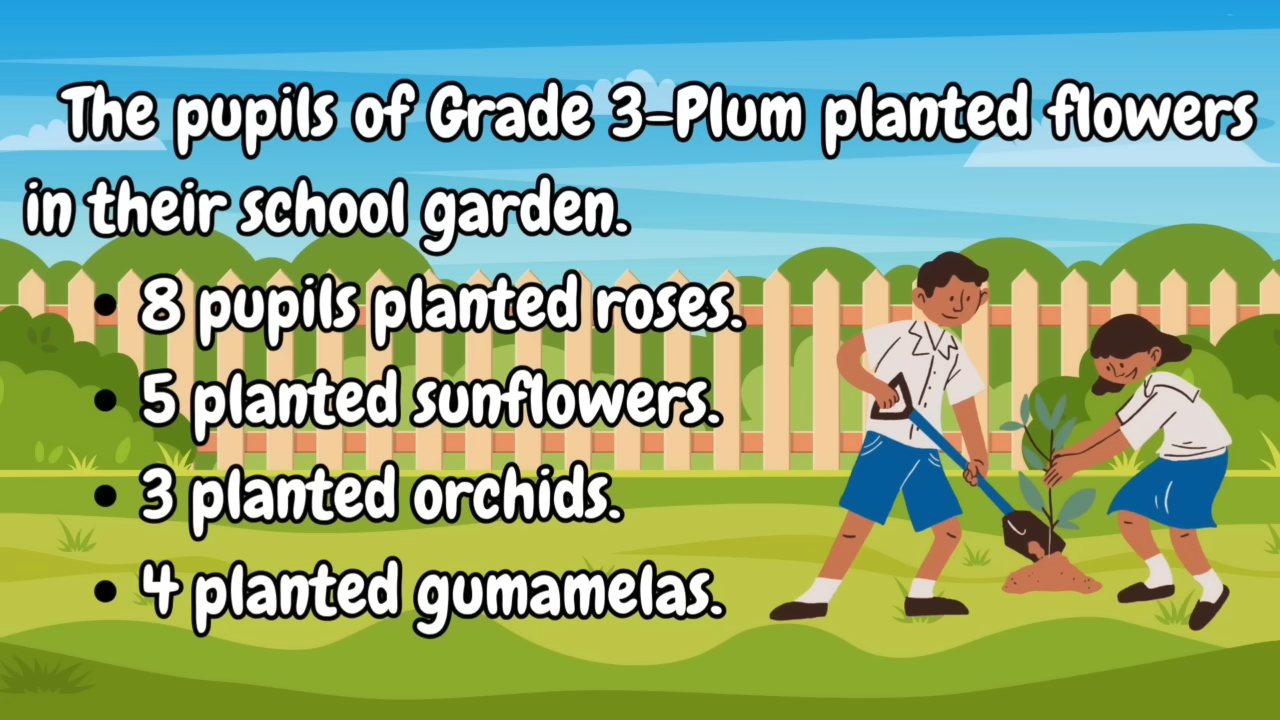 The pupils of Grade 3-Plum planted flowers
in their school garden.
• 8 pupils planted roses.
• 5 planted sunflowers.
• 3 planted orchids.
• 4 planted gumamelas.